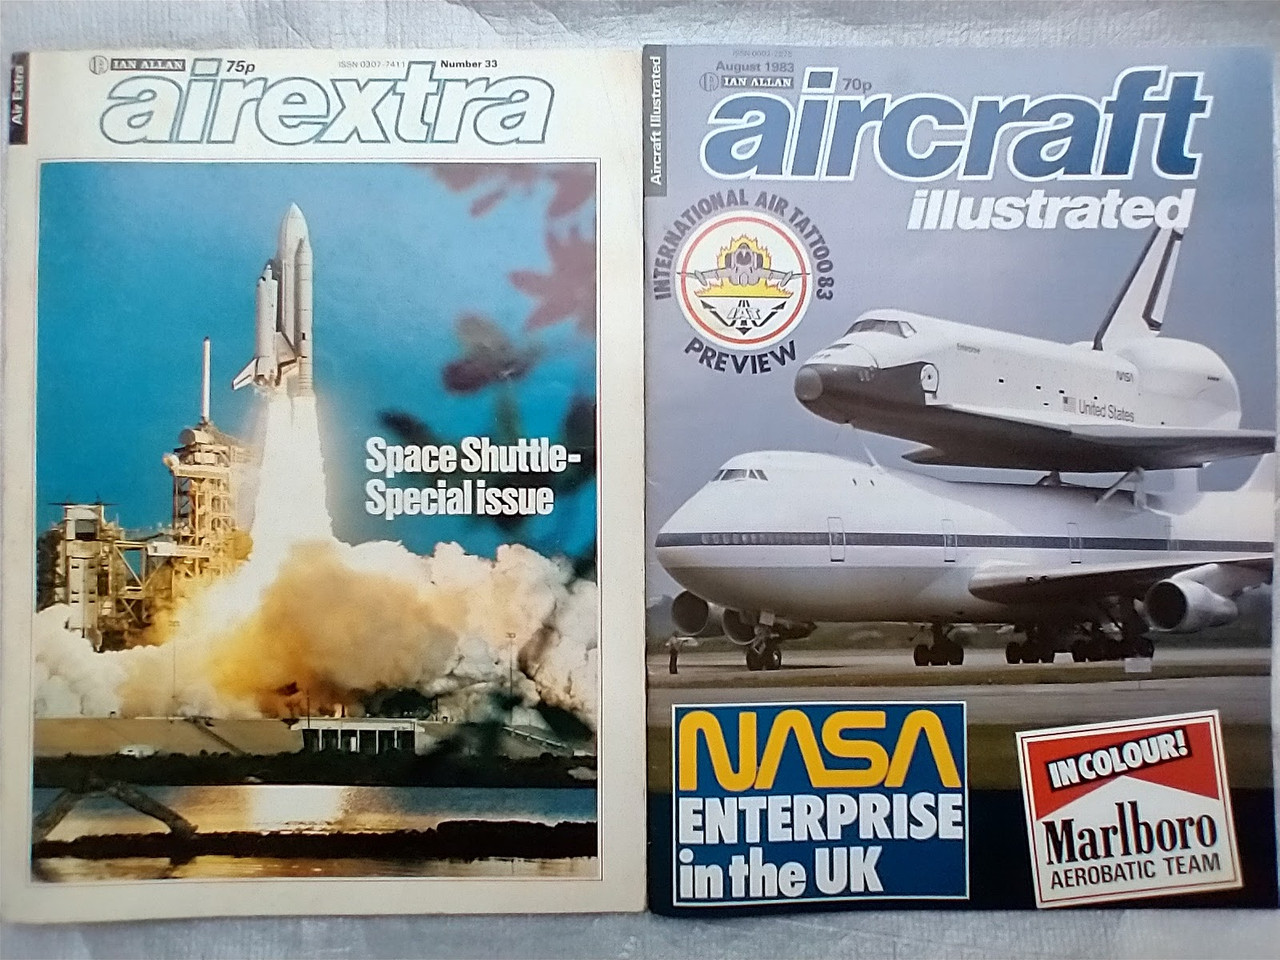 Air Extra
IAN ALLAN
75p
ISSN 0307-7411
Number 33
airextra
Space Shuttle-
Special issue
Aircraft Illustrated
August 1983
IAN ALLAN
70p
aircraft
illustrated
INTERNATIONAL AIR TATTOO 83
IAT
PREVIEW
Enterprise
NASA
United States
NASA
ENTERPRISE
in the UK
IN COLOUR!
Marlboro
AEROBATIC TEAM